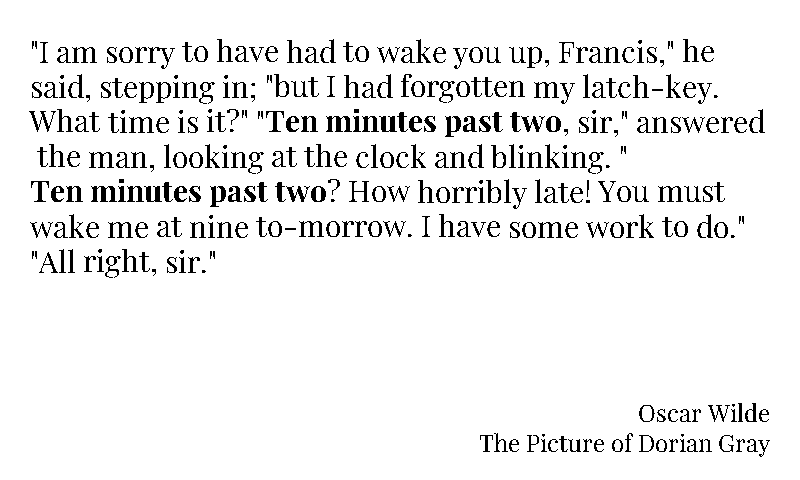 "I am sorry to have had to wake you up, Francis," he
said, stepping in; "but I had forgotten my latch-key.
What time is it?" "Ten minutes past two, sir," answered
the man, looking at the clock and blinking. "
Ten minutes past two? How horribly late! You must
wake me at nine to-morrow. I have some work to do."
"All right, sir."
Oscar Wilde
The Picture of Dorian Gray